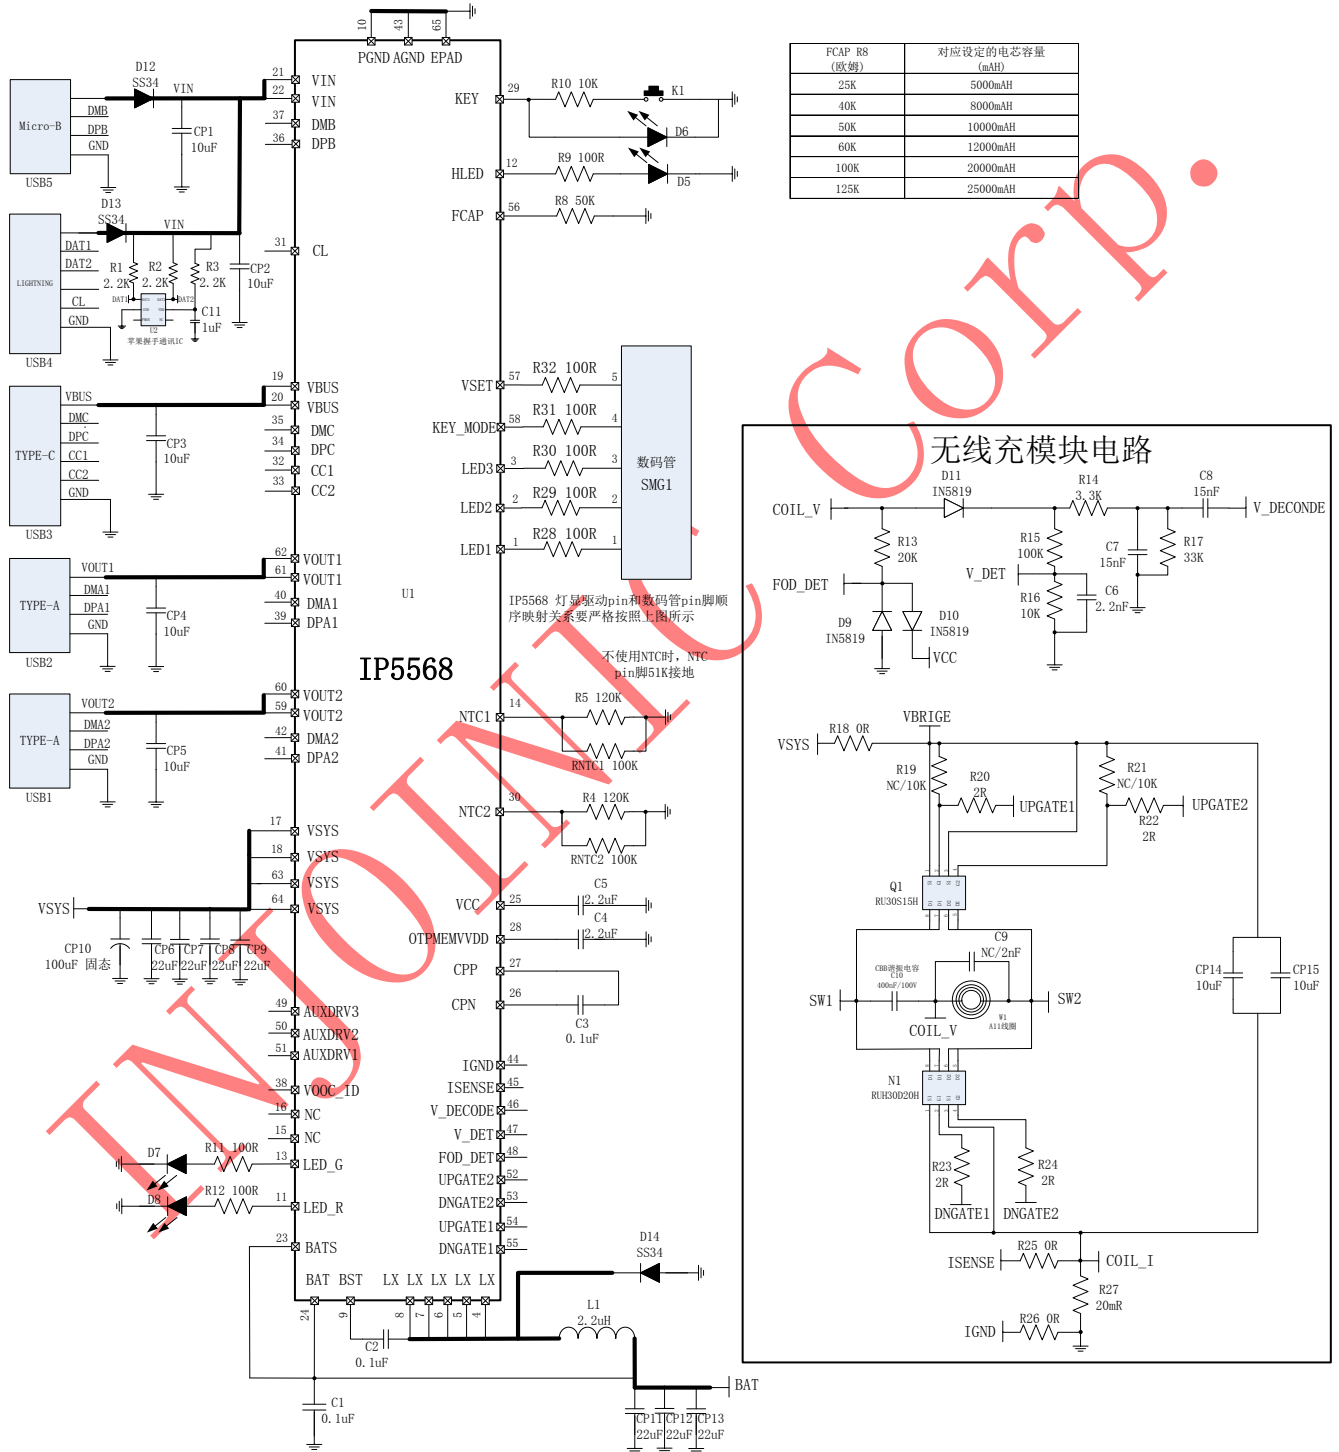 10
43
65
PGND AGND EPAD
Micro-B
DMB
DPB
GND
USB5
D12
SS34
VIN
CP1
10uF
21
VIN
22
VIN
37
DMB
36
DPB
LIGHTNING
DAT1
DAT2
CL
GND
USB4
D13
SS34
VIN
R1
2.2K
R2
2.2K
R3
2.2K
CP2
10uF
DAT1
DAT2
C11
1uF
U2
苹果握手通讯IC
31
CL
TYPE-C
VBUS
DMC
DPC
CC1
CC2
GND
USB3
CP3
10uF
19
VBUS
20
VBUS
35
DMC
34
DPC
32
CC1
33
CC2
TYPE-A
VOUT1
DMA1
DPA1
GND
USB2
CP4
10uF
62
VOUT1
61
VOUT1
40
DMA1
39
DPA1
TYPE-A
VOUT2
DMA2
DPA2
GND
USB1
CP5
10uF
60
VOUT2
59
VOUT2
42
DMA2
41
DPA2
17
VSYS
18
VSYS
63
VSYS
64
VSYS
VSYS
CP10
100uF 固态
CP6
22uF
CP7
22uF
CP8
22uF
CP9
22uF
49
AUXDRV3
50
AUXDRV2
51
AUXDRV1
38
VOOC_ID
16
NC
15
NC
D7
R11 100R
13
LED_G
D8
R12 100R
11
LED_R
23
BATS
BAT BST LX LX LX LX LX
24
9
8
7
6
5
4
C2
0.1uF
C1
0.1uF
L1
2.2uH
D14
SS34
BAT
CP11
22uF
CP12
22uF
CP13
22uF
U1
IP5568
KEY
29
R10 10K
K1
D6
HLED
12
R9 100R
D5
FCAP
56
R8 50K
VSET
57
R32 100R
5
KEY_MODE
58
R31 100R
4
LED3
3
R30 100R
3
LED2
2
R29 100R
2
LED1
1
R28 100R
1
数码管
SMG1
IP5568 灯显驱动pin和数码管pin脚顺
序映射关系要严格按照上图所示
不使用NTC时，NTC
pin脚51K接地
NTC1
14
R5 120K
RNTC1 100K
NTC2
30
R4 120K
RNTC2 100K
VCC
25
C5
2.2uF
OTPMEMVVDD
28
C4
2.2uF
CPP
27
CPN
26
C3
0.1uF
IGND
44
ISENSE
45
V_DECODE
46
V_DET
47
FOD_DET
48
UPGATE2
52
DNGATE2
53
UPGATE1
54
DNGATE1
55
FCAP R8
(欧姆)
对应设定的电芯容量
(mAH)
25K 5000mAH
40K 8000mAH
50K 10000mAH
60K 12000mAH
100K 20000mAH
125K 25000mAH
无线充模块电路
COIL_V
D11
IN5819
R14
3.3K
C8
15nF
V_DECONDE
R13
20K
R15
100K
C7
15nF
R17
33K
FOD_DET
V_DET
R16
10K
C6
2.2nF
D9
IN5819
D10
IN5819
VCC
VBRIGE
VSYS
R18 0R
R19
NC/10K
R20
2R
UPGATE1
R21
NC/10K
UPGATE2
R22
2R
Q1
RU30S15H
C9
NC/2nF
CBB谐振电容
C10
400nF/100V
SW1
SW2
COIL_V
W1
A11线圈
CP14
10uF
CP15
10uF
N1
RUH30D20H
R23
2R
R24
2R
DNGATE1
DNGATE2
ISENSE
R25 0R
COIL_I
R27
20mR
IGND
R26 0R
INJOINIC Corp.